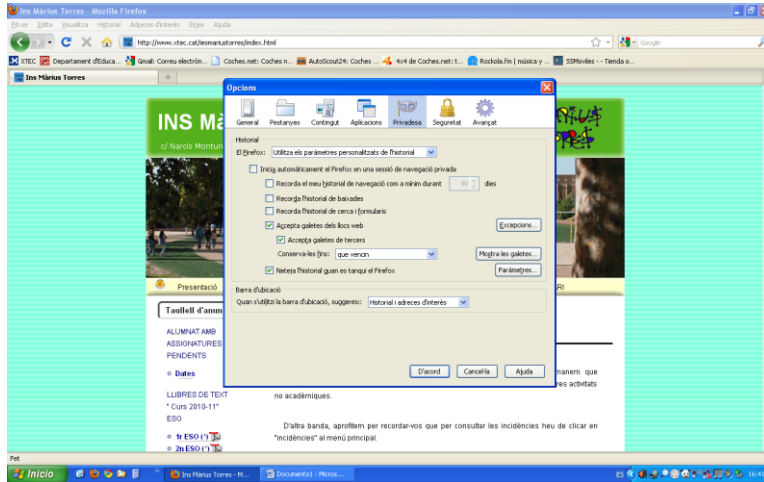 Ins Màrius Torres - Mozilla Firefox
Fitxer Edita Visualitza Historial Adreces d'interès Eines Ajuda
http://www.xtec.cat/iesmariustorres/index.html
Google
XTEC Departament d'Educa... Gmail: Correu electròn... Coches.net: Coches n... AutoScout24: Coches ... 4x4 de Coches.net: t... Rockola.fm | música y ... SSMoviles - - Tienda o...
Ins Màrius Torres
Opcions
General Pestanyes Contingut Aplicacions Privadesa Seguretat Avançat
INS Mà
c/ Narcís Montur
Historial
El Firefox: Utilitza els paràmetres personalitzats de l'historial
Inicia automàticament el Firefox en una sessió de navegació privada
Recorda el meu historial de navegació com a mínim durant 90 dies
Recorda l'historial de baixades
Recorda l'historial de cerca i formularis
Accepta galetes dels llocs web Excepcions...
Accepta galetes de tercers
Conserva-les fins: que vencin Mostra les galetes...
Neteja l'historial quan es tanqui el Firefox Paràmetres...
Presentació
Barra d'ubicació
Quan s'utilitzi la barra d'ubicació, suggereix: Historial i adreces d'interès
D'acord Cancel·la Ajuda
Taullell d'anun
ALUMNAT AMB
ASSIGNATURES
PENDENTS
Dates
LLIBRES DE TEXT
" Curs 2010-11"
ESO
1r ESO (*)
2n ESO (*)
manem que
res activitats
no acadèmiques.
D'altra banda, aprofitem per recordar-vos que per consultar les incidències heu de clicar en
"incidències" al menú principal.
Fet
Inicio Ins Màrius Torres - M... Documento1 - Micros... ES